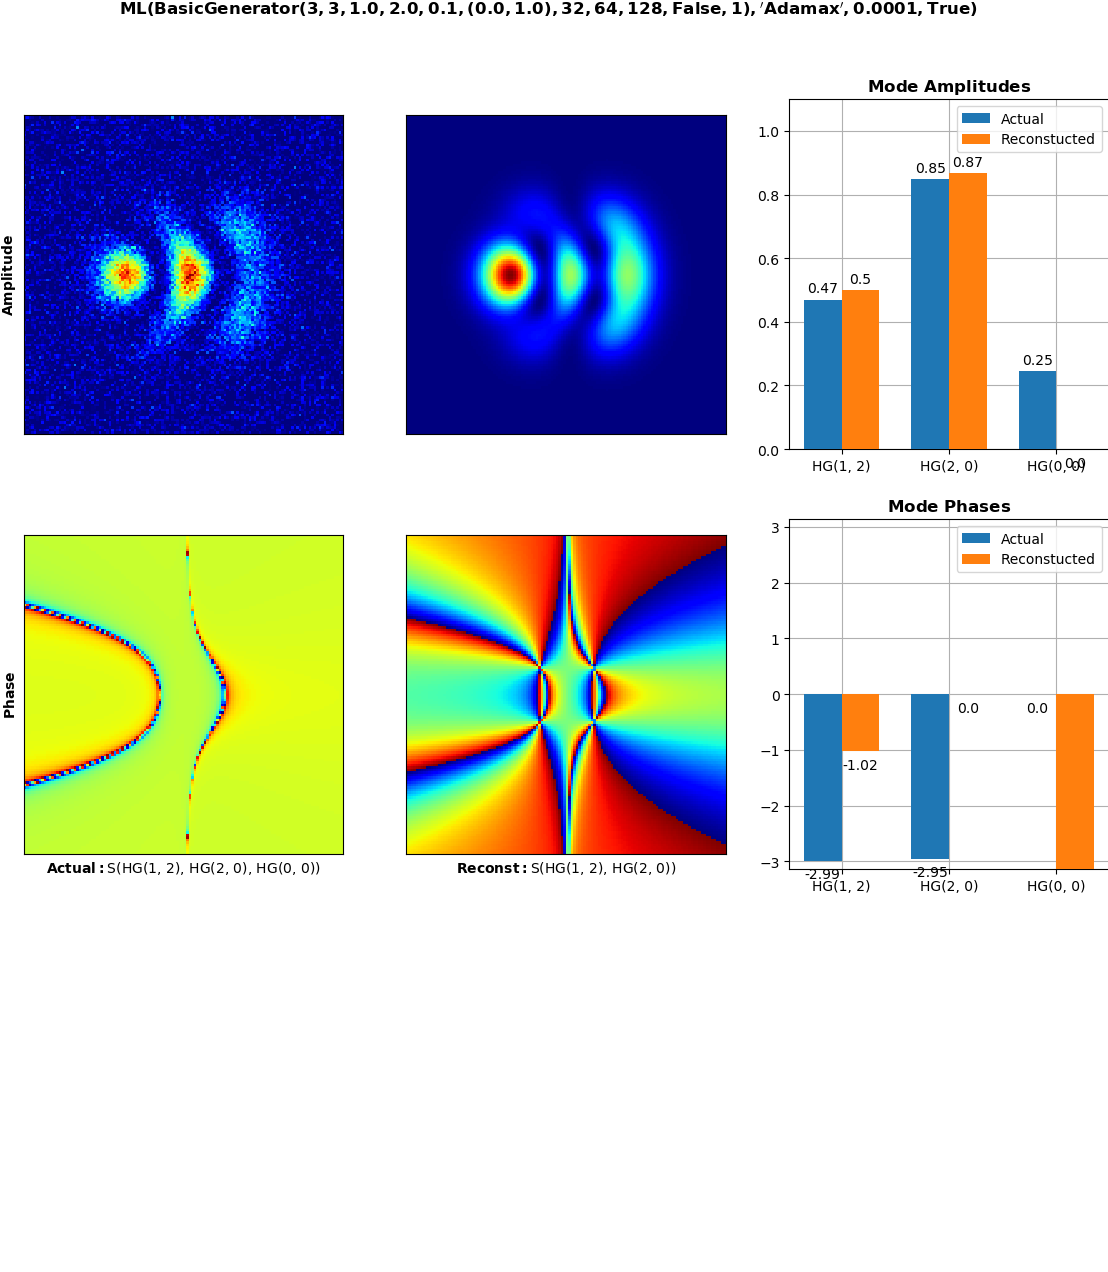 ML(BasicGenerator(3, 3, 1.0, 2.0, 0.1, (0.0, 1.0), 32, 64, 128, False, 1), ′Adamax′, 0.0001, True)
Mode Amplitudes
Amplitude
Actual
Reconstucted
1.0
0.8
0.6
0.4
0.2
0.0
0.47
0.5
0.85
0.87
0.25
0.0
HG(1, 2)
HG(2, 0)
HG(0, 0)
Mode Phases
Phase
Actual
Reconstucted
3
2
1
0
−1
−2
−3
-2.99
-1.02
-2.95
0.0
0.0
HG(1, 2)
HG(2, 0)
HG(0, 0)
Actual: S(HG(1, 2), HG(2, 0), HG(0, 0))
Reconst: S(HG(1, 2), HG(2, 0))